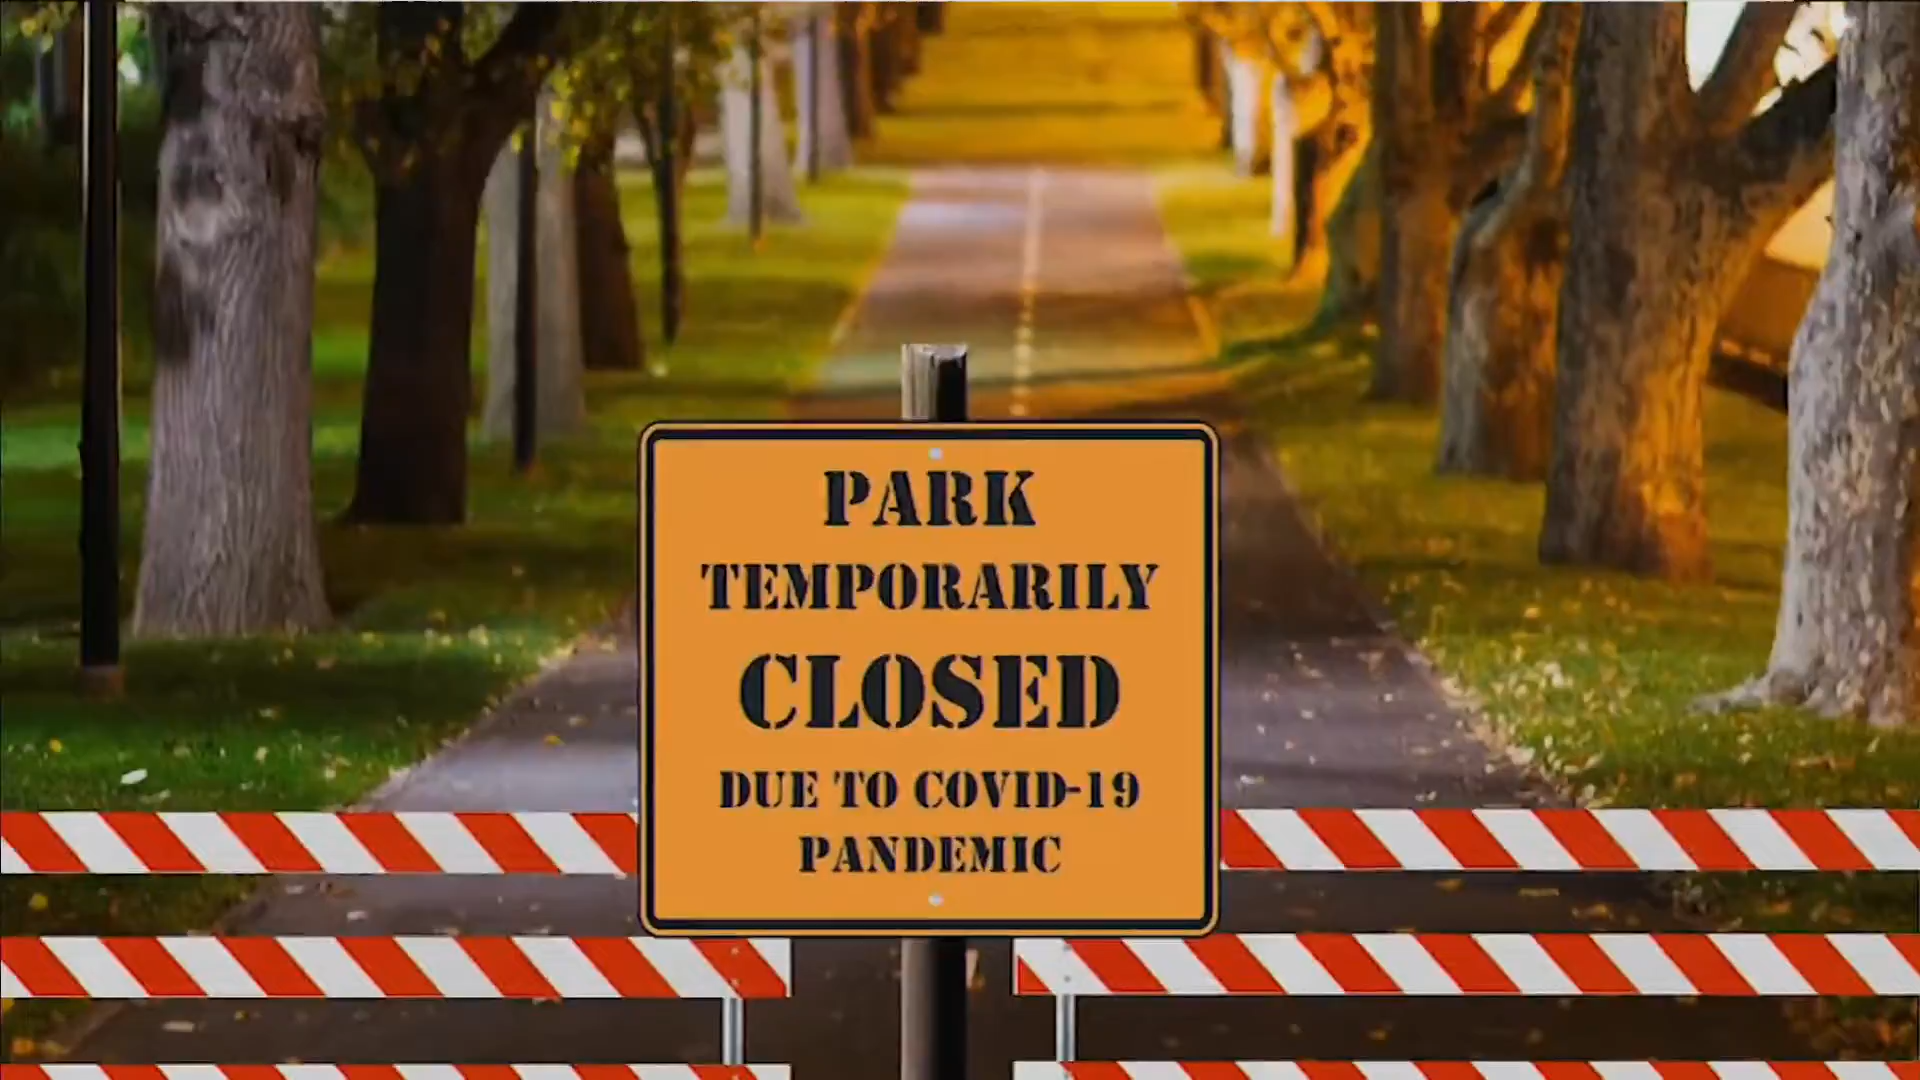 PARK
TEMPORARILY
CLOSED
DUE TO COVID-19
PANDEMIC